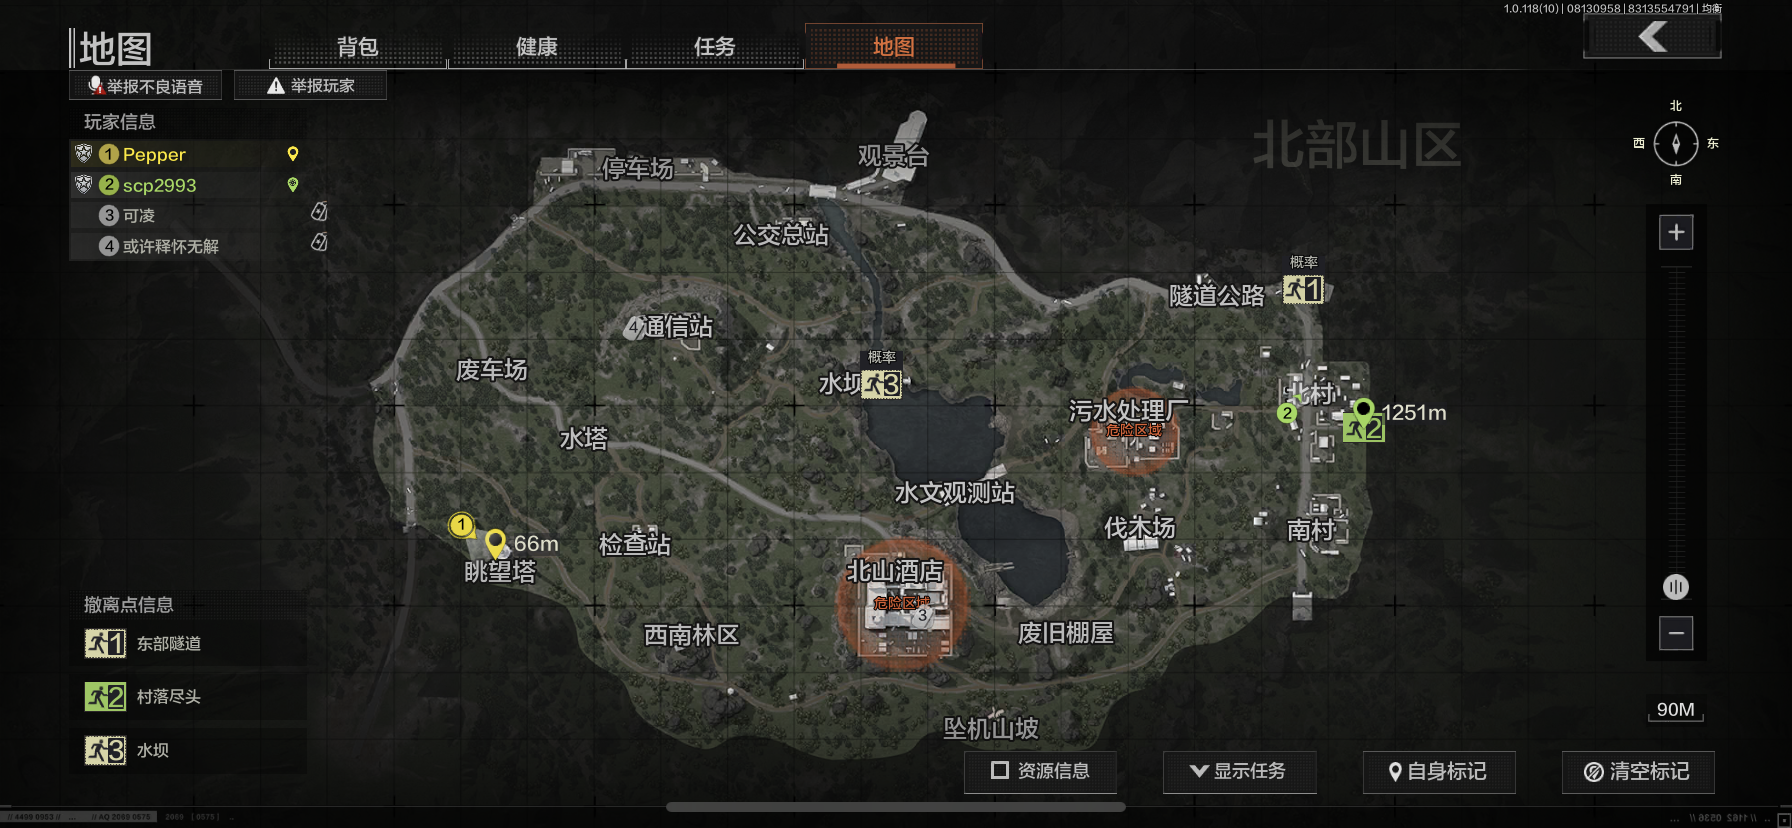 1.0.118(10) | 08130958 | 8313554791 | 均衡
地图
背包
健康
任务
地图
举报不良语音
举报玩家
玩家信息
1 Pepper
2 scp2993
3 可凌
4 或许释怀无解
北部山区
北
西
东
南
停车场
观景台
公交总站
概率
隧道公路
1
4
通信站
废车场
概率
水坝
3
北村
2
1251m
2
污水处理厂
危险区域
水塔
水文观测站
伐木场
南村
1
66m
眺望塔
检查站
北山酒店
危险区域
3
西南林区
废旧棚屋
坠机山坡
撤离点信息
1 东部隧道
2 村落尽头
3 水坝
90M
资源信息
显示任务
自身标记
清空标记